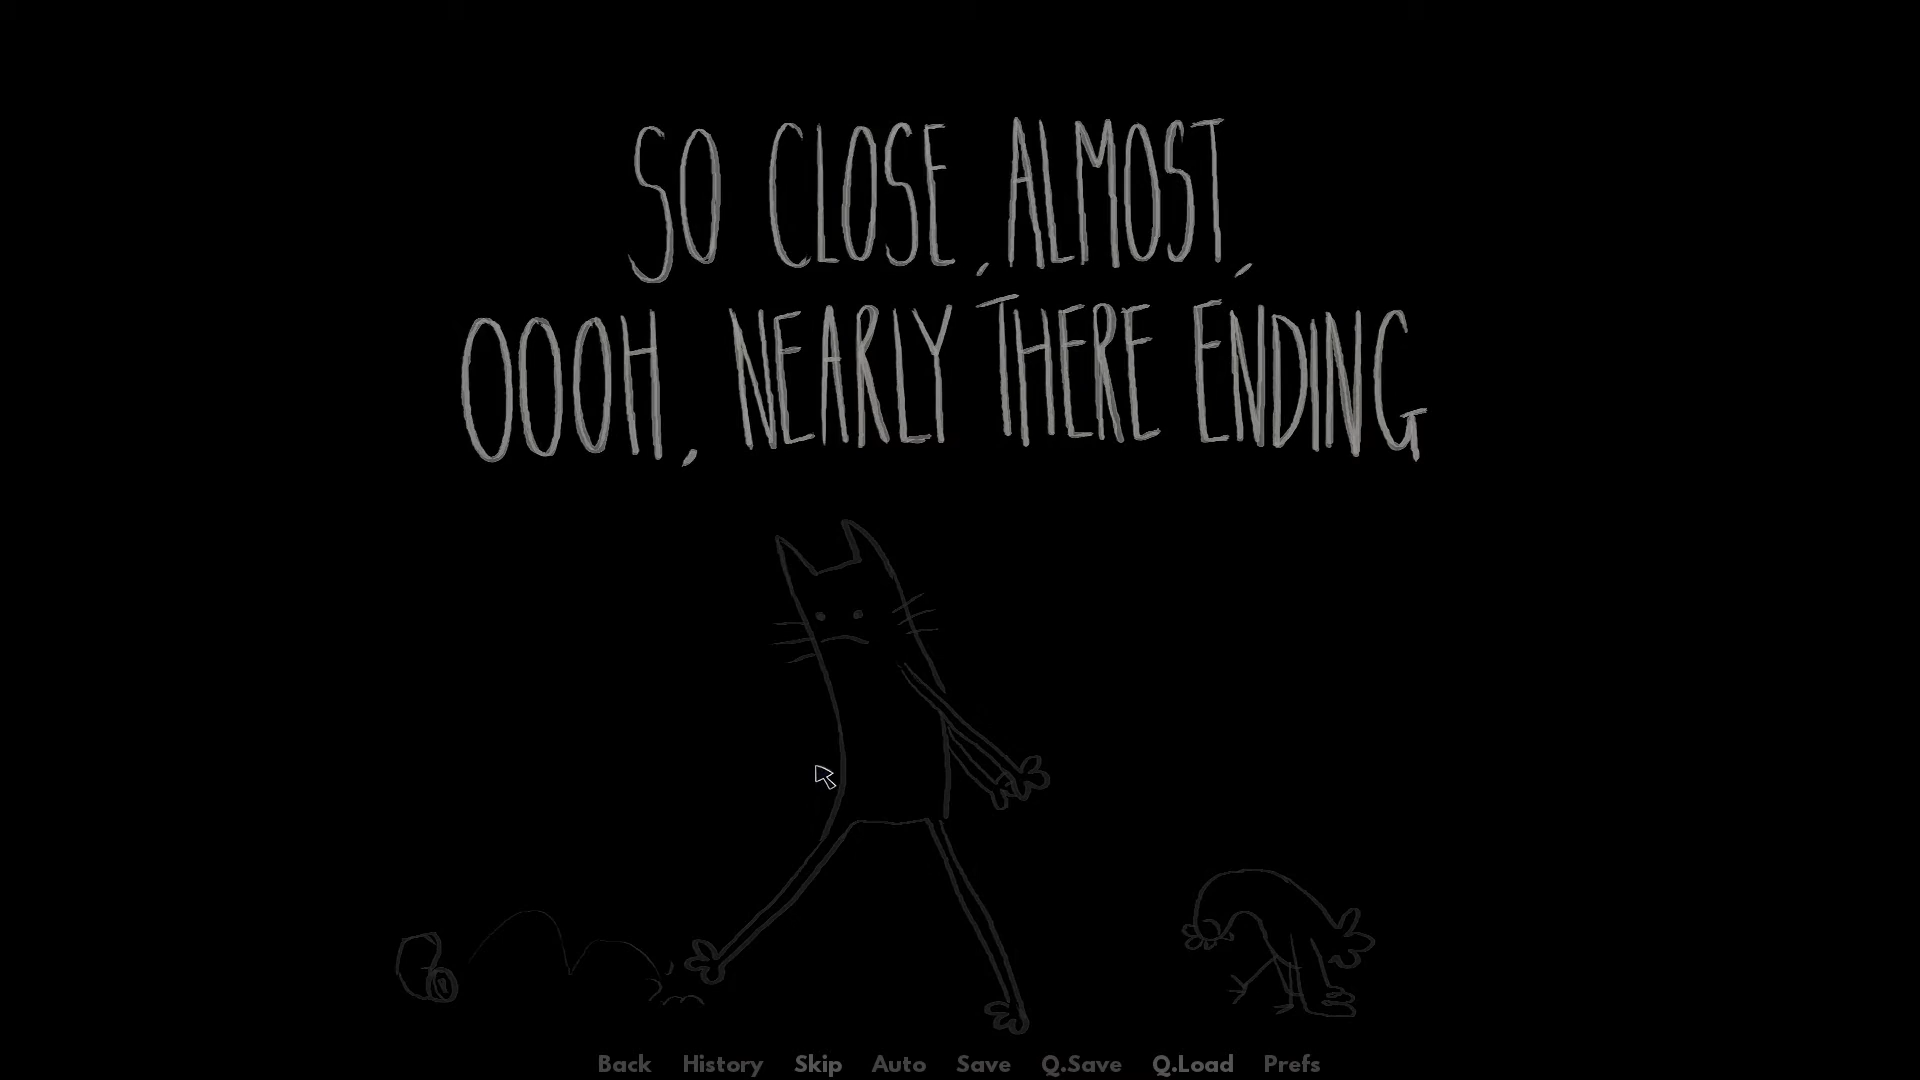 SO CLOSE, ALMOST,
OOOH, NEARLY THERE ENDING
Back History Skip Auto Save Q.Save Q.Load Prefs